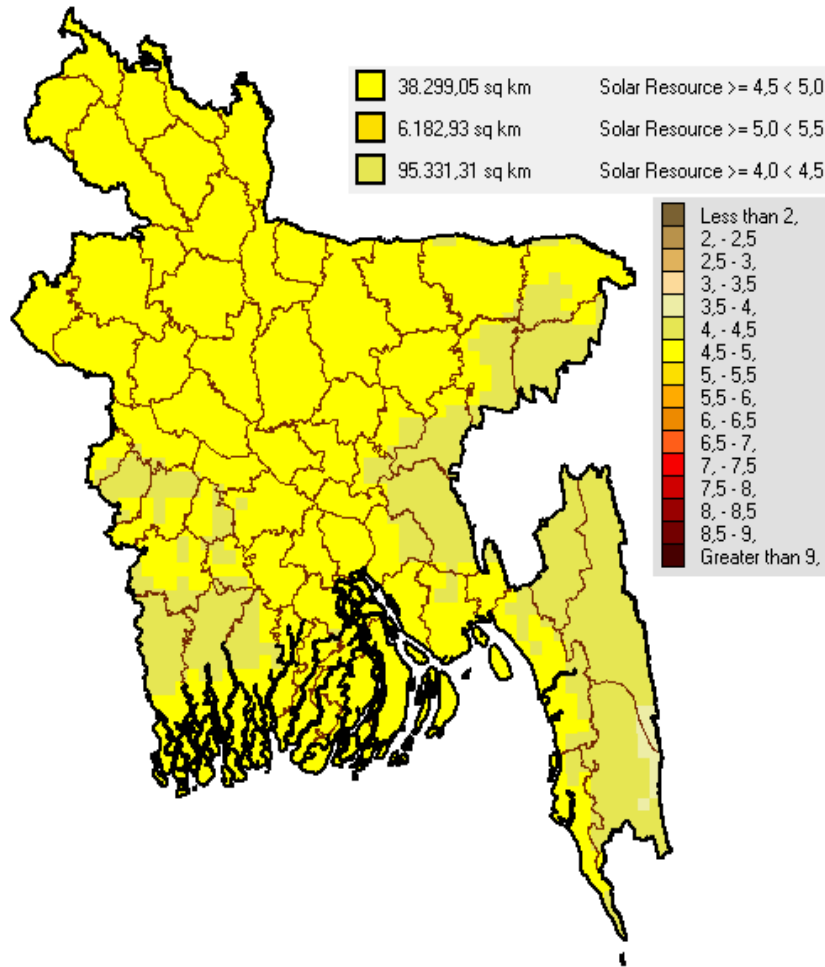 38.299,05 sq km Solar Resource >= 4,5 < 5,0
6.182,93 sq km Solar Resource >= 5,0 < 5,5
95.331,31 sq km Solar Resource >= 4,0 < 4,5
Less than 2,
2, - 2,5
2,5 - 3,
3, - 3,5
3,5 - 4,
4, - 4,5
4,5 - 5,
5, - 5,5
5,5 - 6,
6, - 6,5
6,5 - 7,
7, - 7,5
7,5 - 8,
8, - 8,5
8,5 - 9,
Greater than 9,